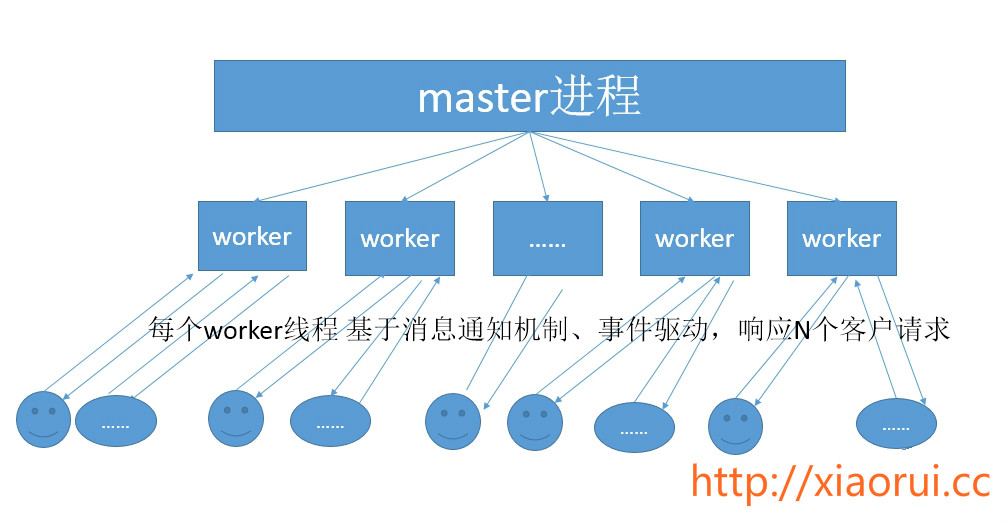 master进程
worker
worker
......
worker
worker
每个worker线程 基于消息通知机制、事件驱动，响应N个客户请求
......
......
......
......
http://xiaorui.cc